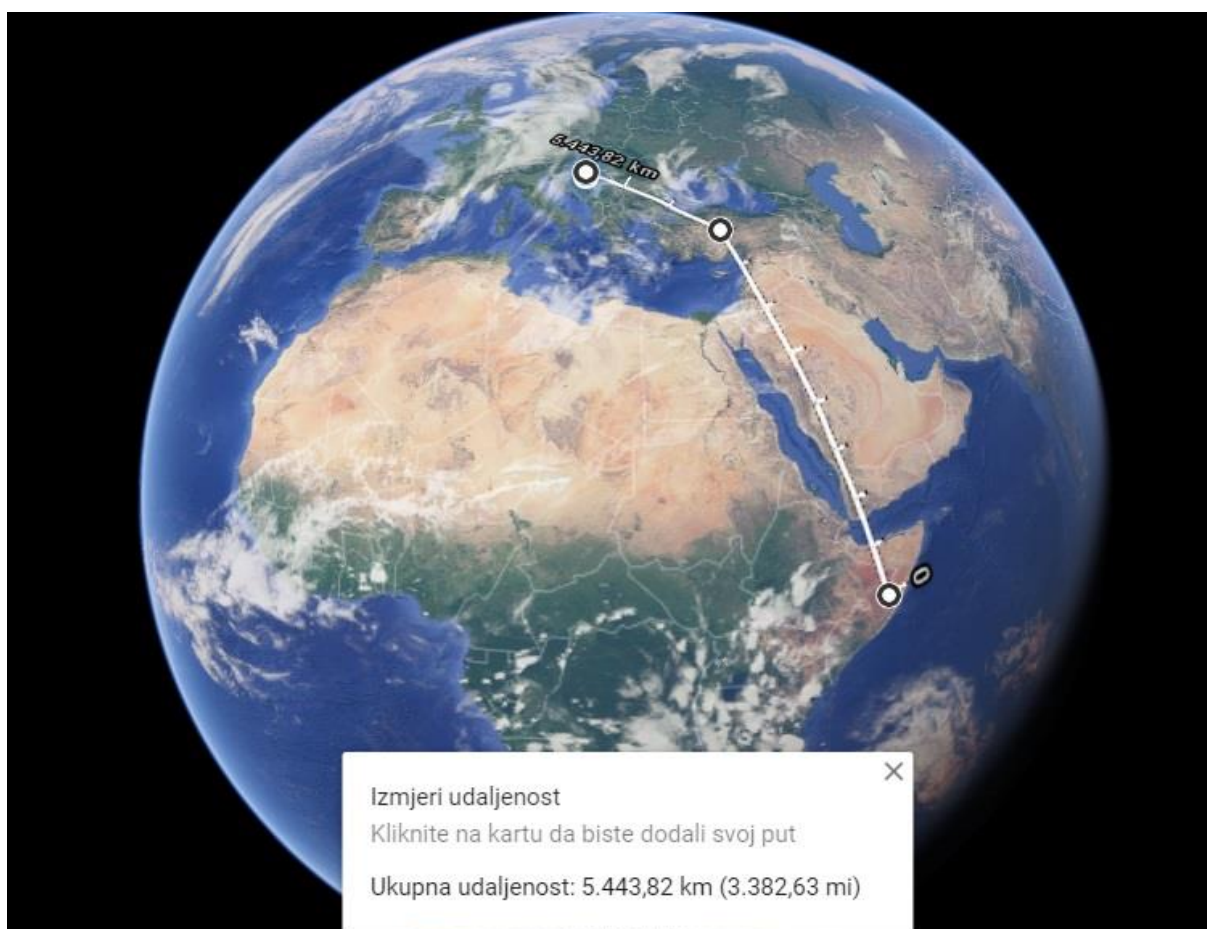 5.443,82 km
0
Izmjeri udaljenost
Kliknite na kartu da biste dodali svoj put
Ukupna udaljenost: 5.443,82 km (3.382,63 mi)